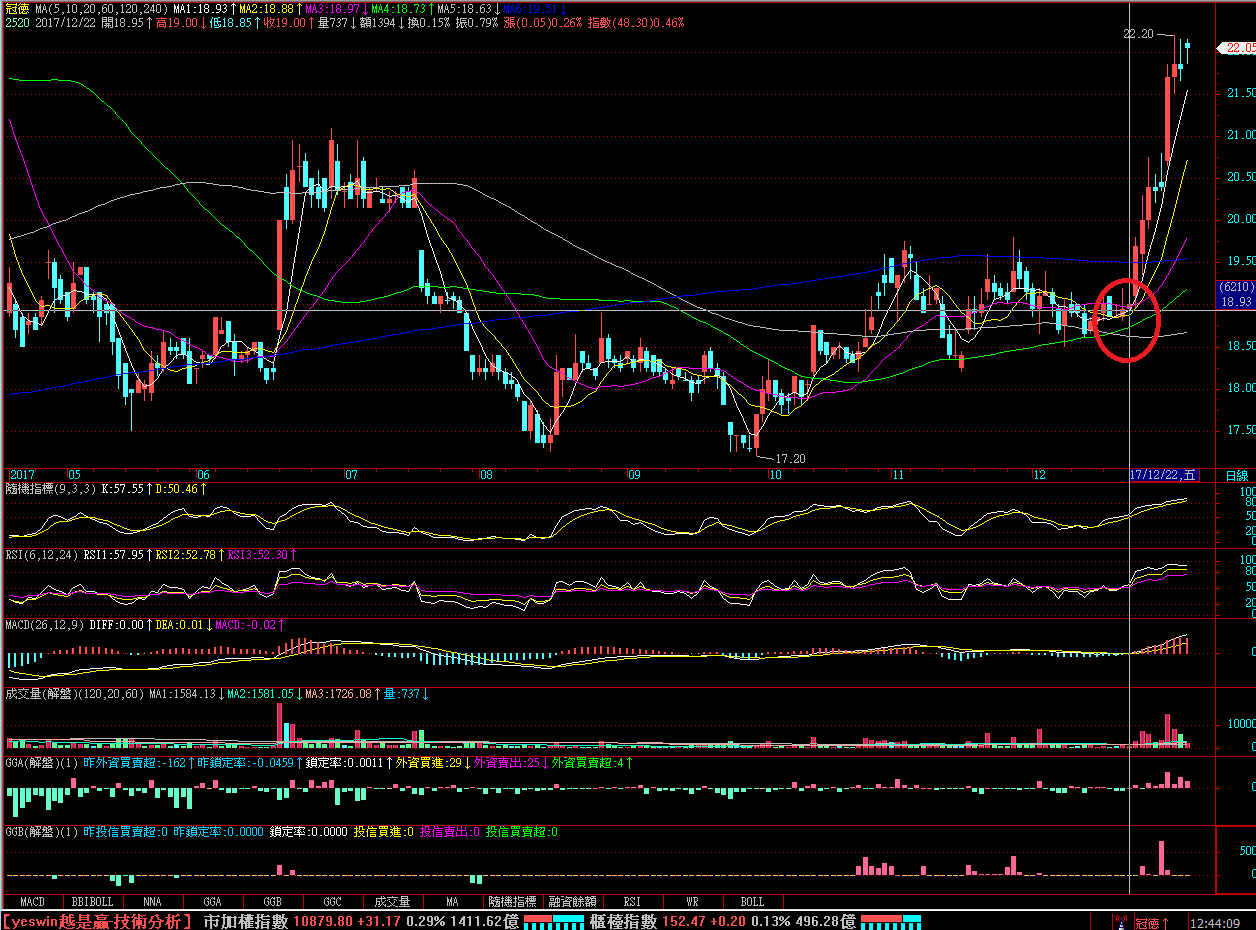 冠德 MA(5,10,20,60,120,240) MA1:18.93↑MA2:18.88↑MA3:18.97↓MA4:18.73↑MA5:18.63↓MA6:19.51↓
2520 2017/12/22 開18.95↑高19.00↓低18.85↑收19.00↑量737↓額1394↓換0.15% 振0.79% 漲(0.05)0.26% 指數(48.30)0.46%
22.20
22.05
21.50
21.00
20.50
20.00
19.50
(6210)
18.93
18.50
18.00
17.50
17.20
2017 05 06 07 08 09 10 11 12 17/12/22,五 日線
隨機指標(9,3,3) K:57.55↑D:50.46↑
100
80
50
20
0
RSI(6,12,24) RSI1:57.95↑RSI2:52.78↑RSI3:52.30↑
100
80
50
20
0
MACD(26,12,9) DIFF:0.00↑DEA:0.01↓MACD:-0.02↑
0
成交量(解盤)(120,20,60) MA1:1584.13↓MA2:1581.05↓MA3:1726.08↑量:737↓
10000
0
GGA(解盤)(1) 昨外資買賣超:-162↑昨鎖定率:-0.0459↑鎖定率:0.0011↑外資買進:29↓外資賣出:25↓外資買賣超:4↑
0
GGB(解盤)(1) 昨投信買賣超:0 昨鎖定率:0.0000 鎖定率:0.0000 投信買進:0 投信賣出:0 投信買賣超:0
500
0
MACD BBIBOLL NNA GGA GGB GGC 成交量 MA 隨機指標 融資餘額 RSI WR BOLL
【yeswin越是贏-技術分析】 市加權指數 10879.80 +31.17 0.29% 1411.62億 櫃檯指數 152.47 +0.20 0.13% 496.28億 冠德↑ 12:44:09